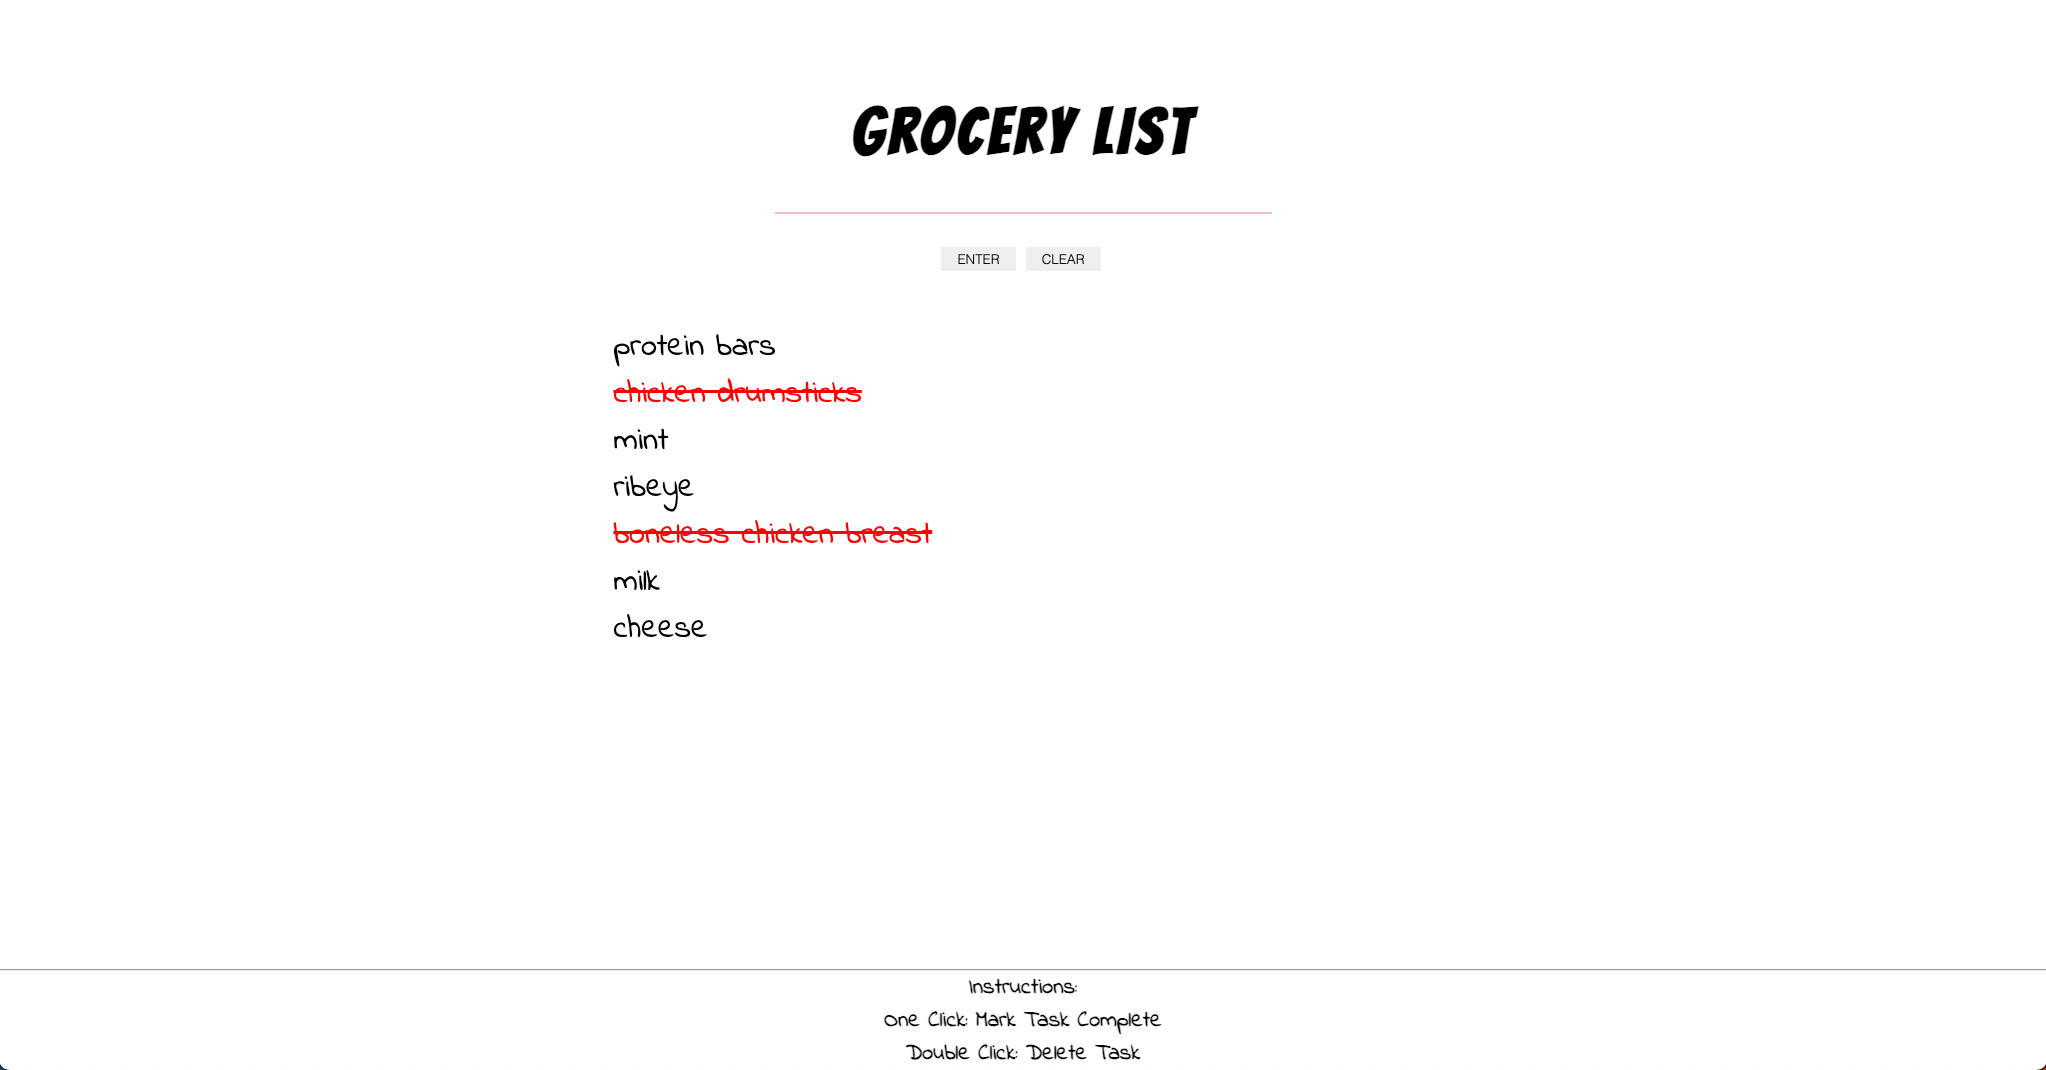 GROCERY LIST
ENTER CLEAR
protein bars
chicken drumsticks
mint
ribeye
boneless chicken breast
milk
cheese
Instructions:
One Click: Mark Task Complete
Double Click: Delete Task